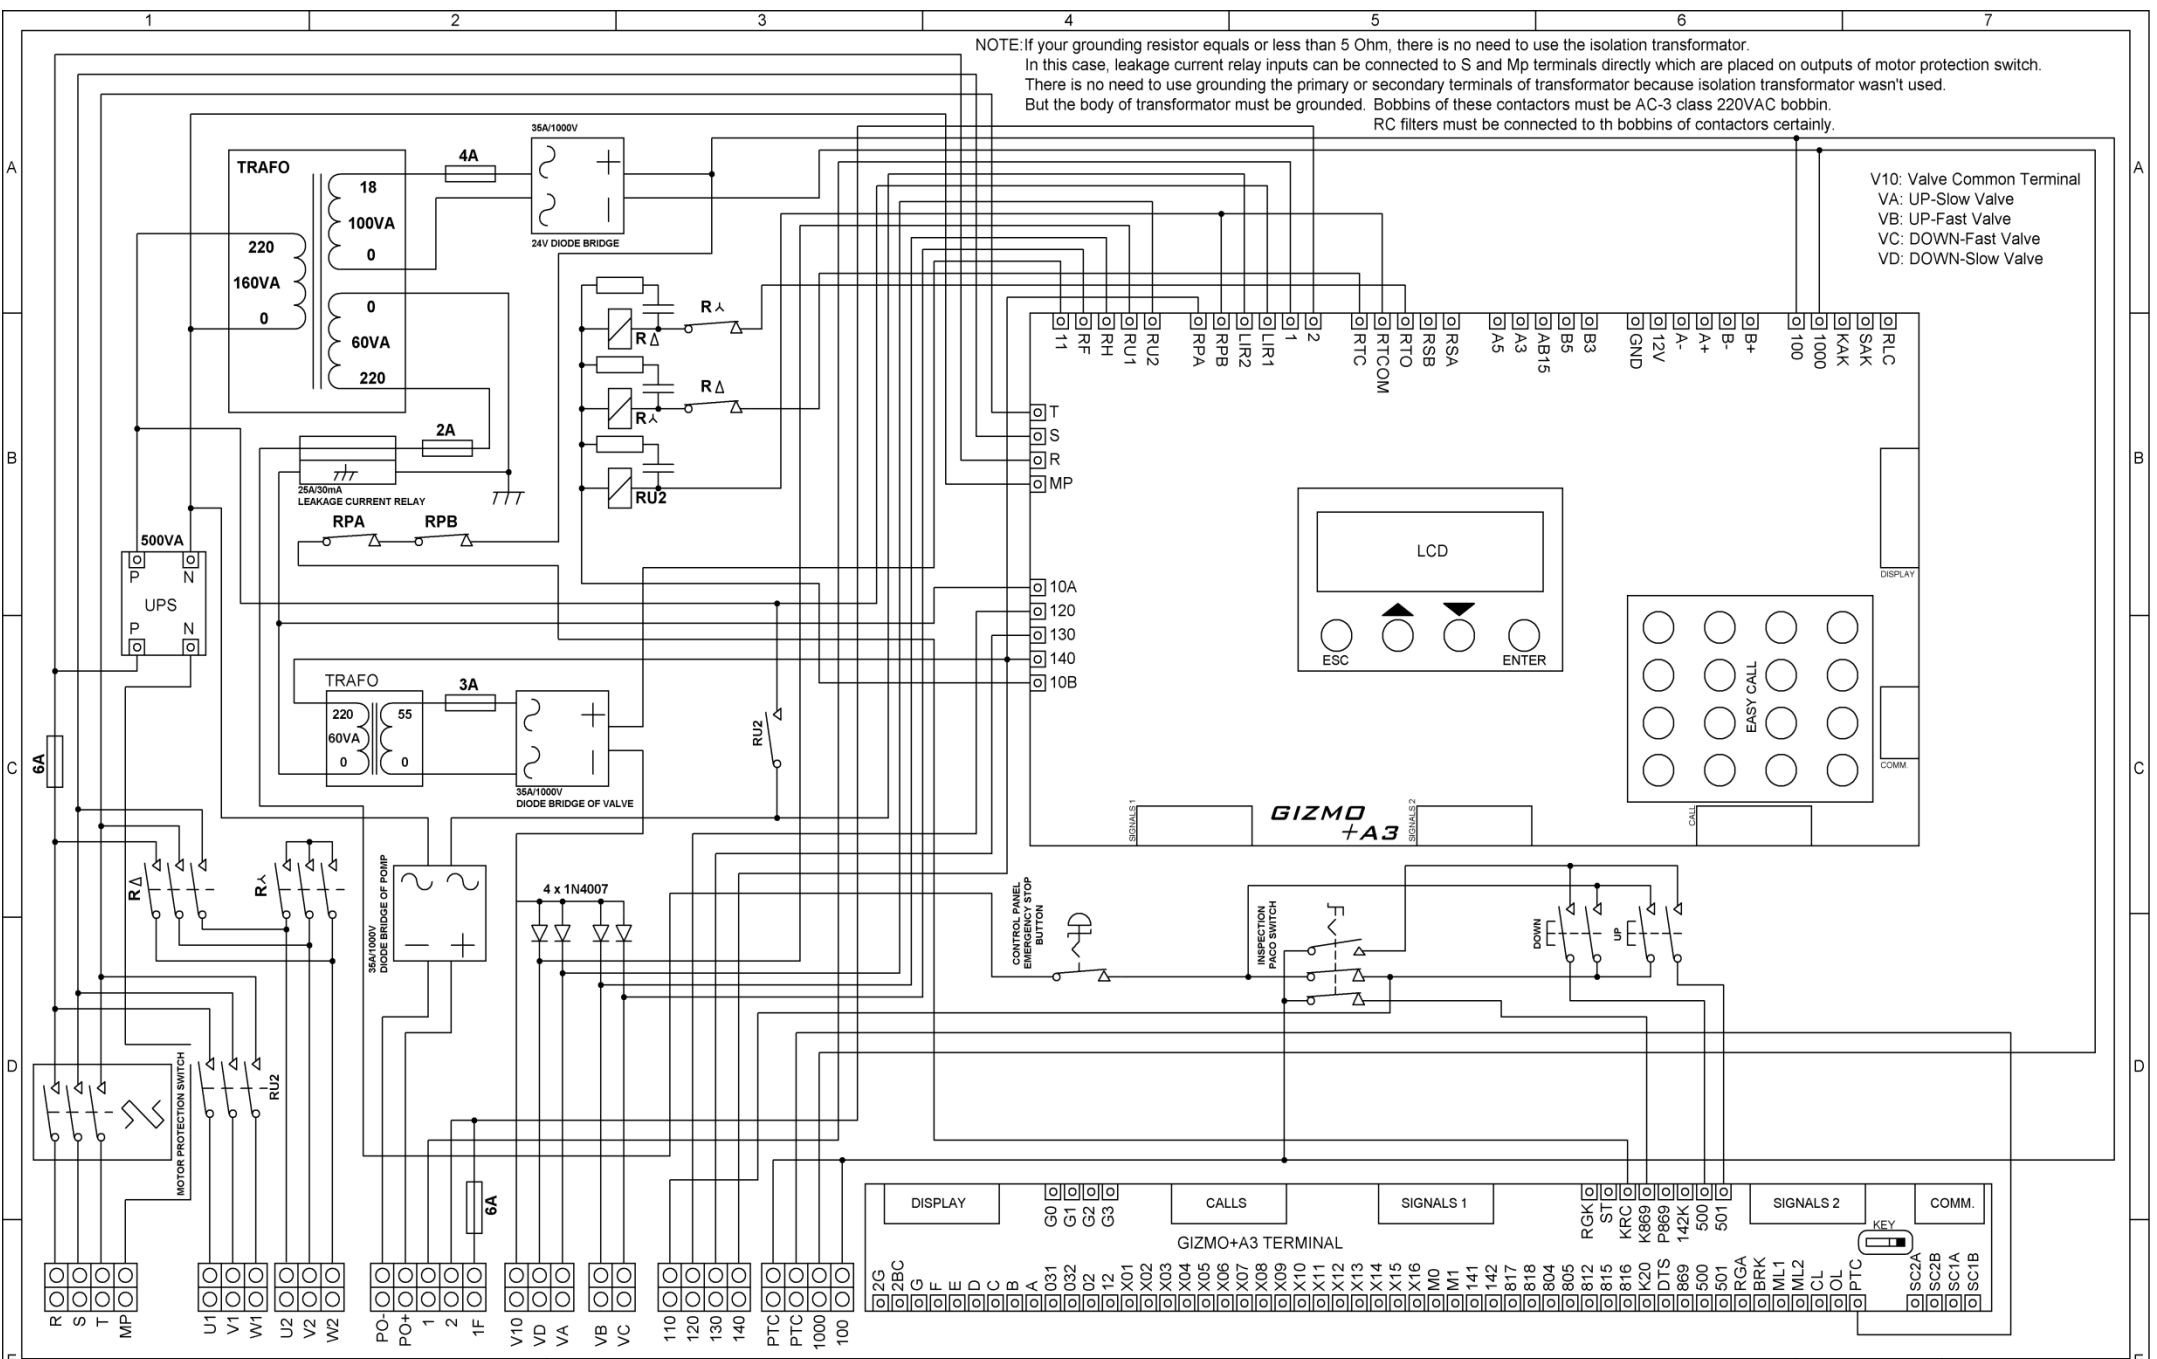 1 2 3 4 5 6 7
NOTE:If your grounding resistor equals or less than 5 Ohm, there is no need to use the isolation transformator.
In this case, leakage current relay inputs can be connected to S and Mp terminals directly which are placed on outputs of motor protection switch.
There is no need to use grounding the primary or secondary terminals of transformator because isolation transformator wasn't used.
But the body of transformator must be grounded. Bobbins of these contactors must be AC-3 class 220VAC bobbin.
RC filters must be connected to th bobbins of contactors certainly.
A A
V10: Valve Common Terminal
VA: UP-Slow Valve
VB: UP-Fast Valve
VC: DOWN-Fast Valve
VD: DOWN-Slow Valve
TRAFO
220
160VA
0
18
100VA
0
0
60VA
220
4A
35A/1000V
24V DIODE BRIDGE
R
R
R
R
RU2
B B
2A
25A/30mA
LEAKAGE CURRENT RELAY
RPA RPB
500VA
P N
UPS
P N
11 RF RH RU1 RU2 RPA RPB LIR2 LIR1 1 2 RTC RTCOM RTO RSB RSA A5 A3 AB15 B5 B3 GND 12V A- A+ B- B+ 100 1000 KAK SAK RLC
T
S
R
MP
10A
120
130
140
10B
LCD
ESC ENTER
DISPLAY
EASY CALL
COMM.
SIGNALS 1
GIZMO
+A3
SIGNALS 2
CALL
C C
6A
TRAFO
220
60VA
0
55
0
3A
35A/1000V
DIODE BRIDGE OF VALVE
RU2
R
R
35A/1000V
DIODE BRIDGE OF POMP
4 x 1N4007
CONTROL PANEL
EMERGENCY STOP
BUTTON
INSPECTION
PACO SWITCH
DOWN
UP
D D
MOTOR PROTECTION SWITCH
RU2
6A
DISPLAY
G0 G1 G2 G3
CALLS
SIGNALS 1
RGK ST1 KRC K869 P869 142K 500 501
SIGNALS 2
COMM.
KEY
GIZMO+A3 TERMINAL
2G 2BC G F E D C B A 031 032 02 12 X01 X02 X03 X04 X05 X06 X07 X08 X09 X10 X11 X12 X13 X14 X15 X16 M0 M1 141 142 817 818 804 805 812 815 816 K20 DTS 869 500 501 RGA BRK ML1 ML2 CL OL PTC SC2A SC2B SC1A SC1B
R S T MP U1 V1 W1 U2 V2 W2 PO- PO+ 1 2 1F V10 VD VA VB VC 110 120 130 140 PTC PTC 1000 100